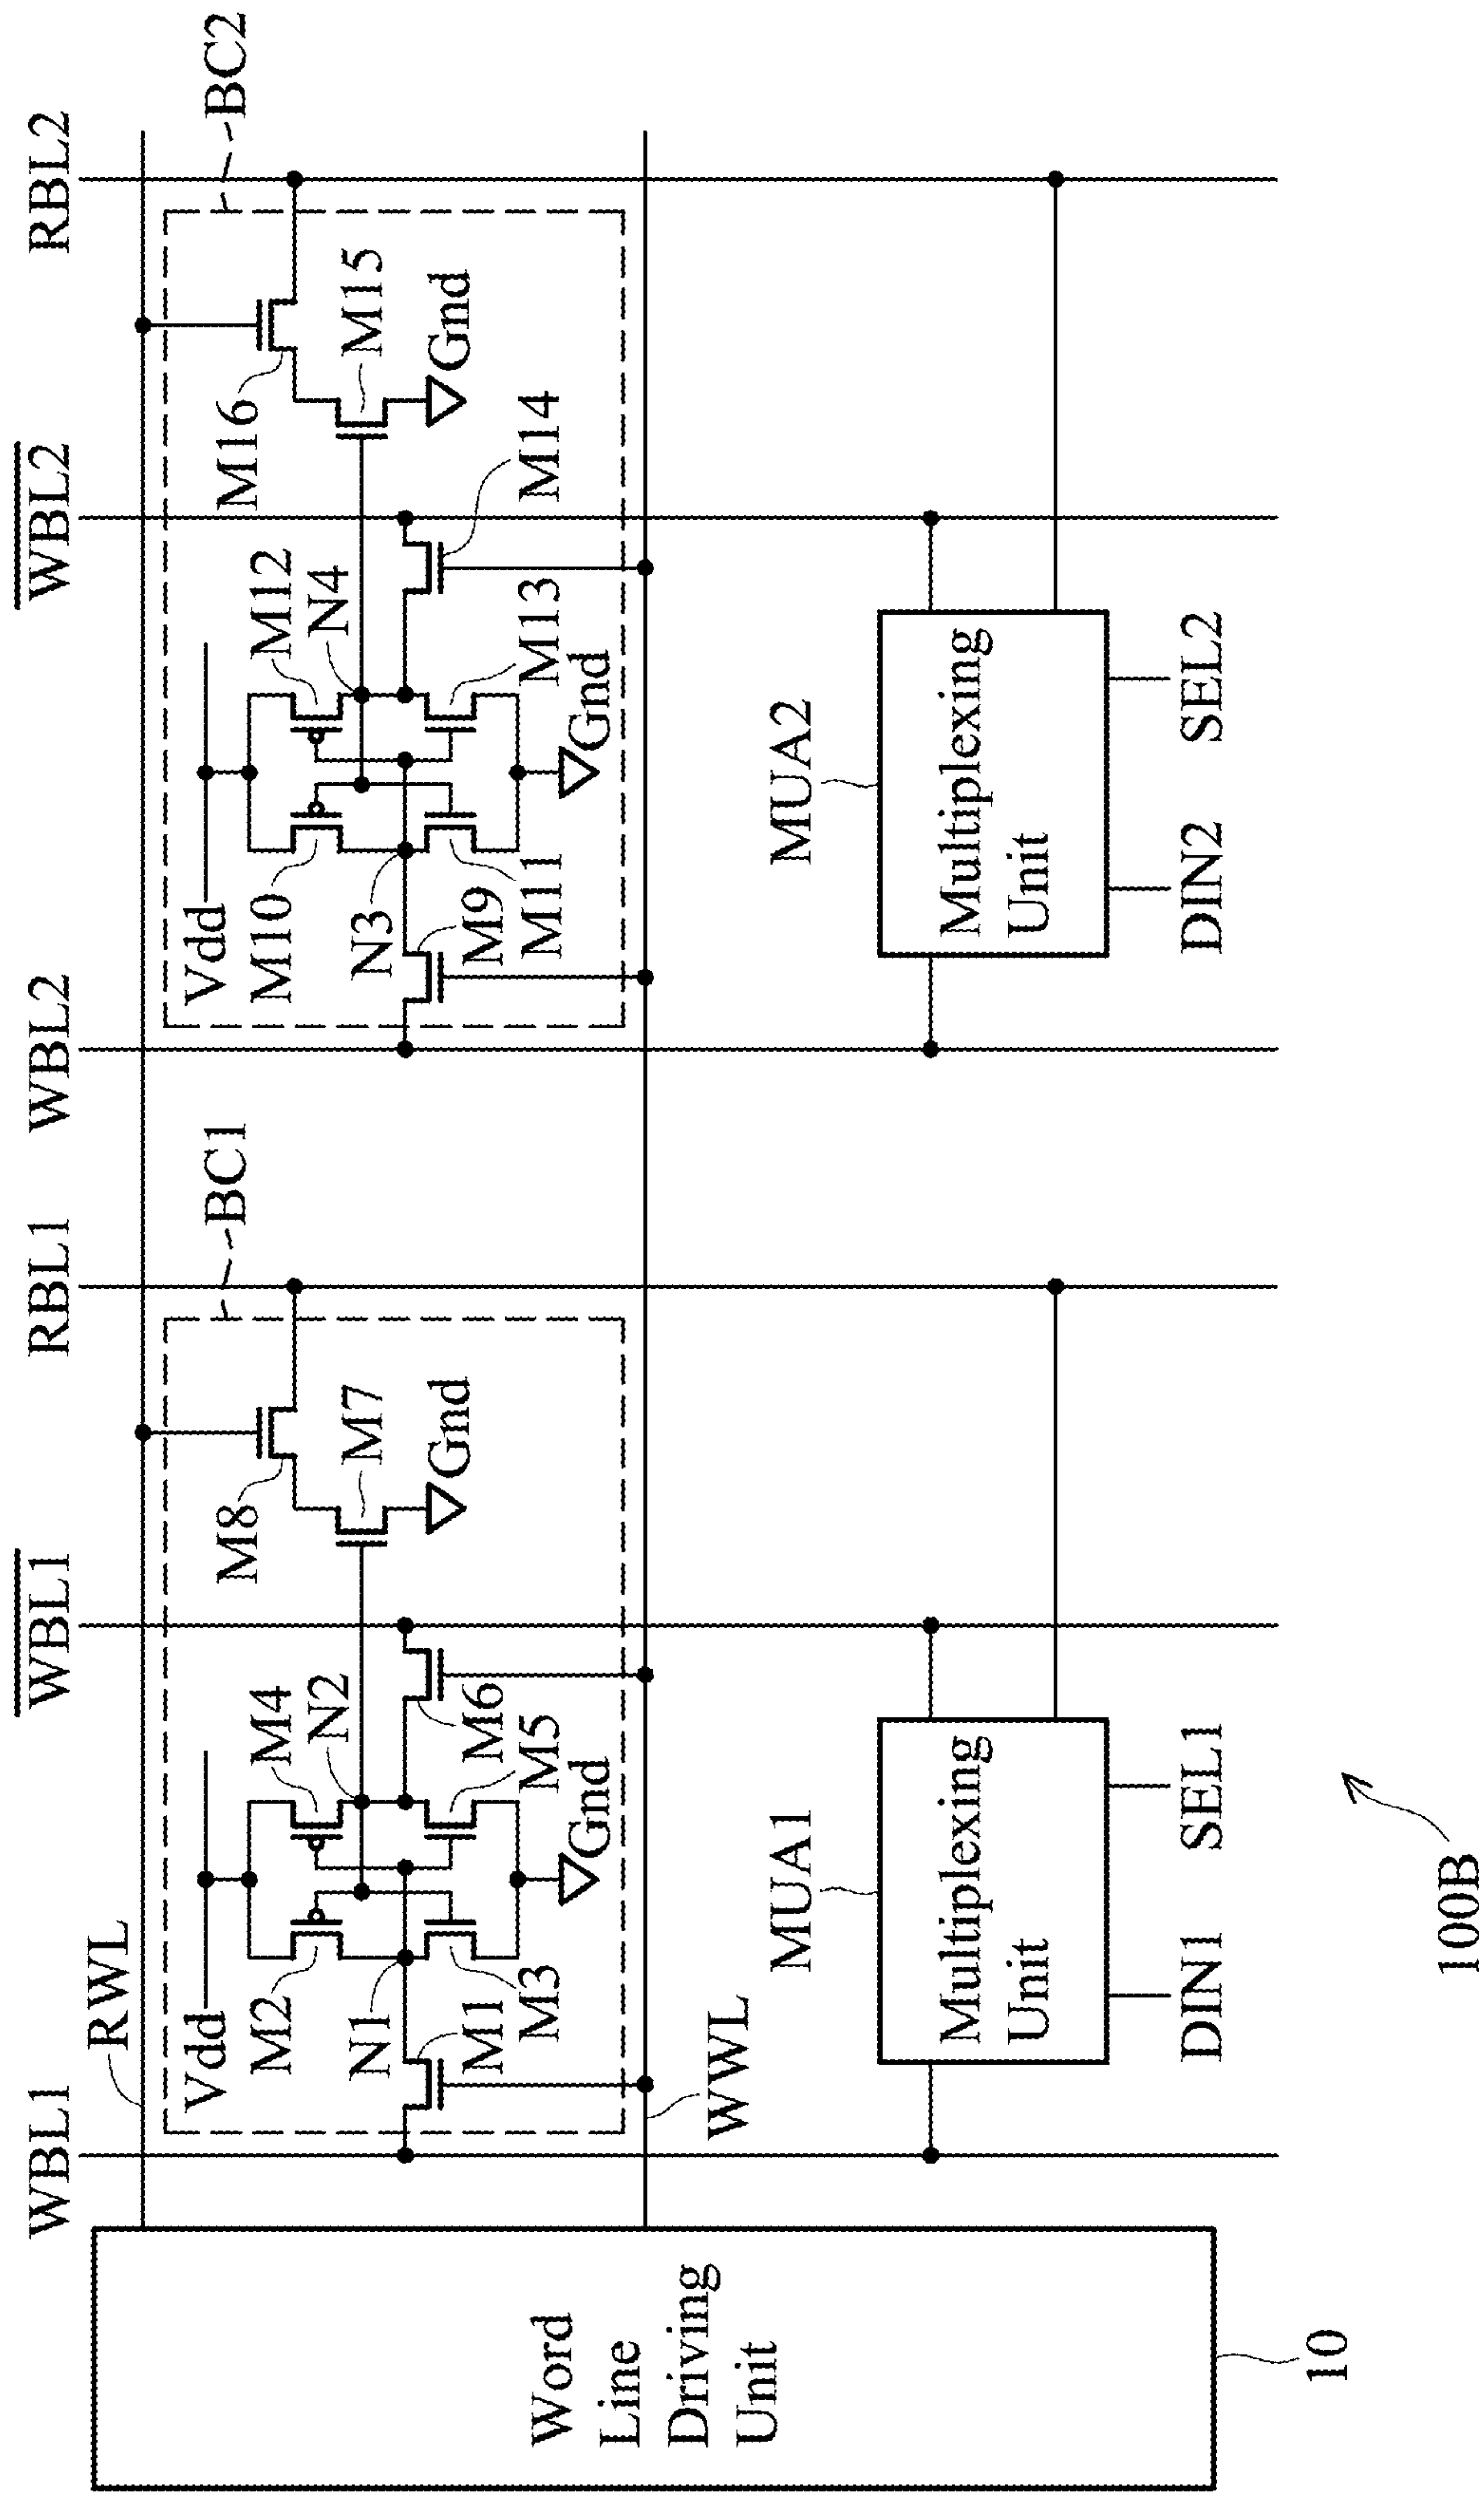 WBL1
W̅B̅L̅1̅
RBL1
WBL2
W̅B̅L̅2̅
RBL2
RWL
BC1
BC2
Vdd
M2
M4
M8
N1
N2
M7
M1
M3
M6
M5
Gnd
Gnd
Vdd
M10
M12
M16
N3
N4
M15
M9
M11
M14
M13
Gnd
Gnd
WWL
Word
Line
Driving
Unit
10
MUA1
Multiplexing
Unit
DIN1
SEL1
MUA2
Multiplexing
Unit
DIN2
SEL2
100B